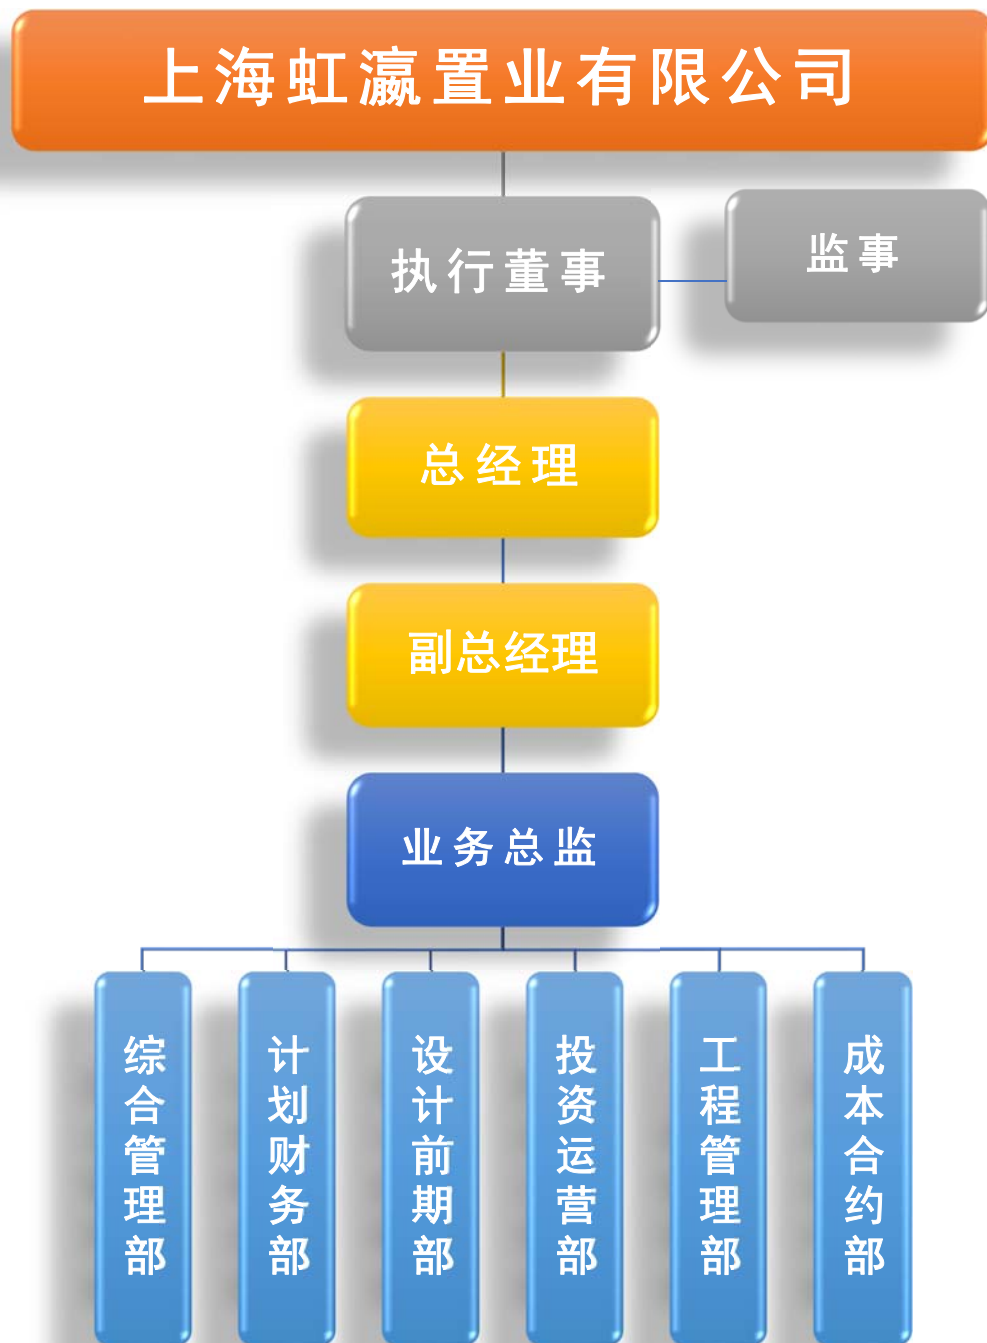 上海虹瀛置业有限公司
执行董事
监事
总经理
副总经理
业务总监
综合管理部
计划财务部
设计前期部
投资运营部
工程管理部
成本合约部